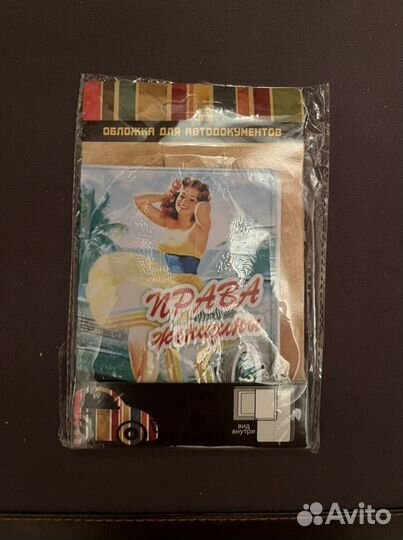 ОБЛОЖКА ДЛЯ АВТОДОКУМЕНТОВ
ПРАВА
женщины
вид
внутри
Avito